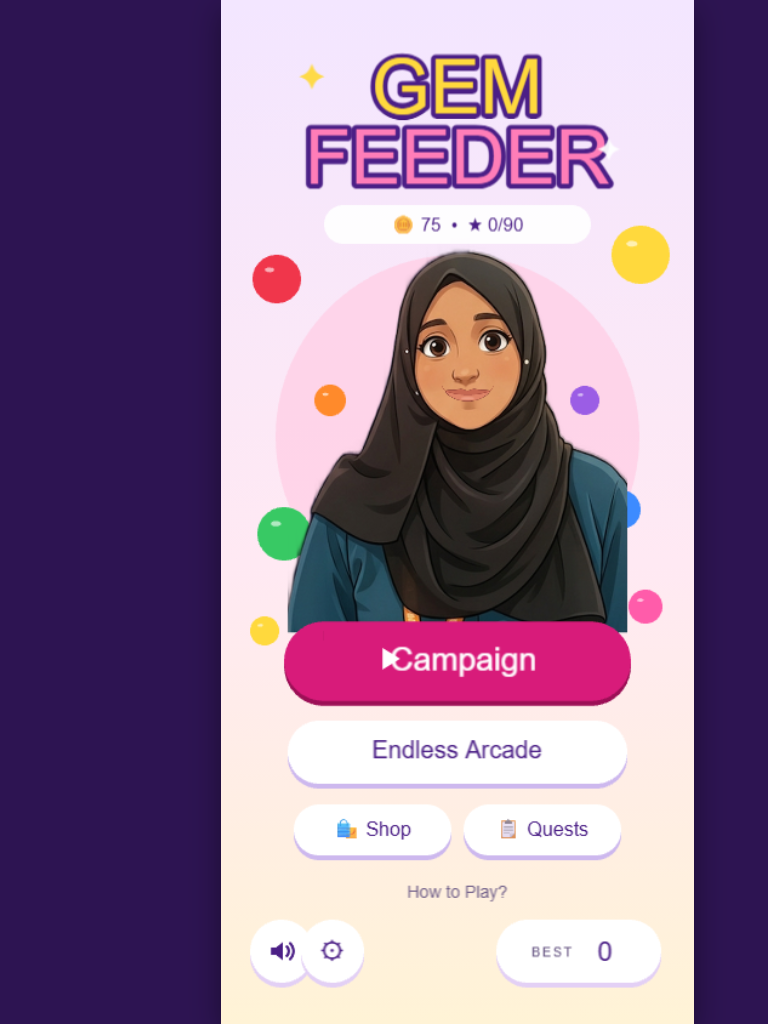 GEM
FEEDER
75 • ★ 0/90
Campaign
Endless Arcade
Shop
Quests
How to Play?
BEST 0